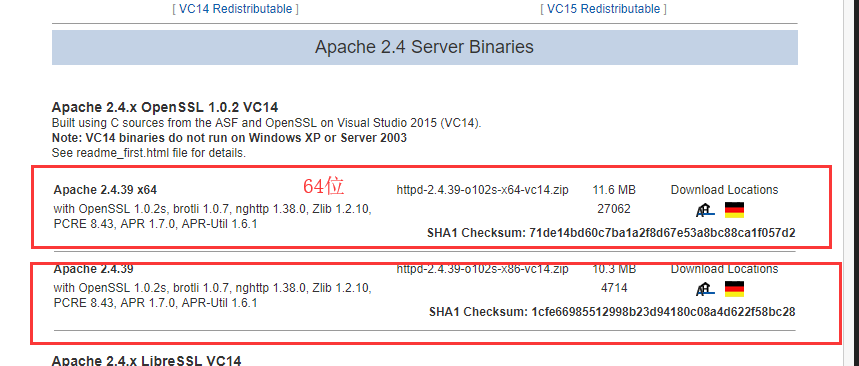 [ VC14 Redistributable ] [ VC15 Redistributable ]
Apache 2.4 Server Binaries
Apache 2.4.x OpenSSL 1.0.2 VC14
Built using C sources from the ASF and OpenSSL on Visual Studio 2015 (VC14).
Note: VC14 binaries do not run on Windows XP or Server 2003
See readme_first.html file for details.
Apache 2.4.39 x64 64位 httpd-2.4.39-o102s-x64-vc14.zip 11.6 MB Download Locations
with OpenSSL 1.0.2s, brotli 1.0.7, nghttp 1.38.0, Zlib 1.2.10, 27062
PCRE 8.43, APR 1.7.0, APR-Util 1.6.1
SHA1 Checksum: 71de14bd60c7ba1a2f8d67e53a8bc88ca1f057d2
Apache 2.4.39 httpd-2.4.39-o102s-x86-vc14.zip 10.3 MB Download Locations
with OpenSSL 1.0.2s, brotli 1.0.7, nghttp 1.38.0, Zlib 1.2.10, 4714
PCRE 8.43, APR 1.7.0, APR-Util 1.6.1
SHA1 Checksum: 1cfe66985512998b23d94180c08a4d622f58bc28
Apache 2.4.x LibreSSL VC14